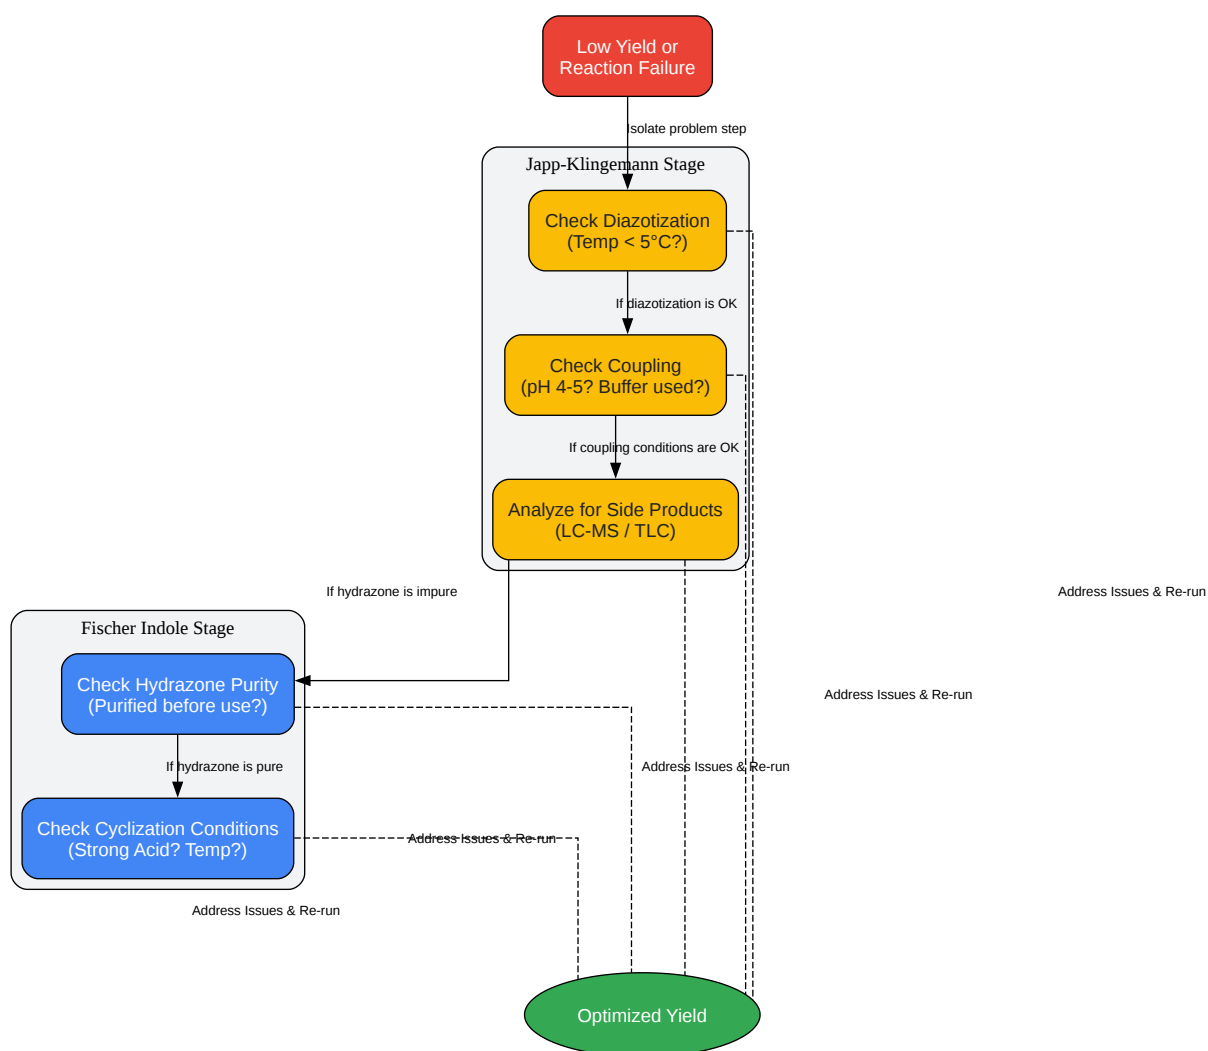 Low Yield or
Reaction Failure
Isolate problem step
Japp-Klingemann Stage
Check Diazotization
(Temp < 5°C?)
If diazotization is OK
Check Coupling
(pH 4-5? Buffer used?)
If coupling conditions are OK
Analyze for Side Products
(LC-MS / TLC)
If hydrazone is impure
Address Issues & Re-run
Fischer Indole Stage
Check Hydrazone Purity
(Purified before use?)
Address Issues & Re-run
If hydrazone is pure
Address Issues & Re-run
Check Cyclization Conditions
(Strong Acid? Temp?)
Address Issues & Re-run
Address Issues & Re-run
Optimized Yield